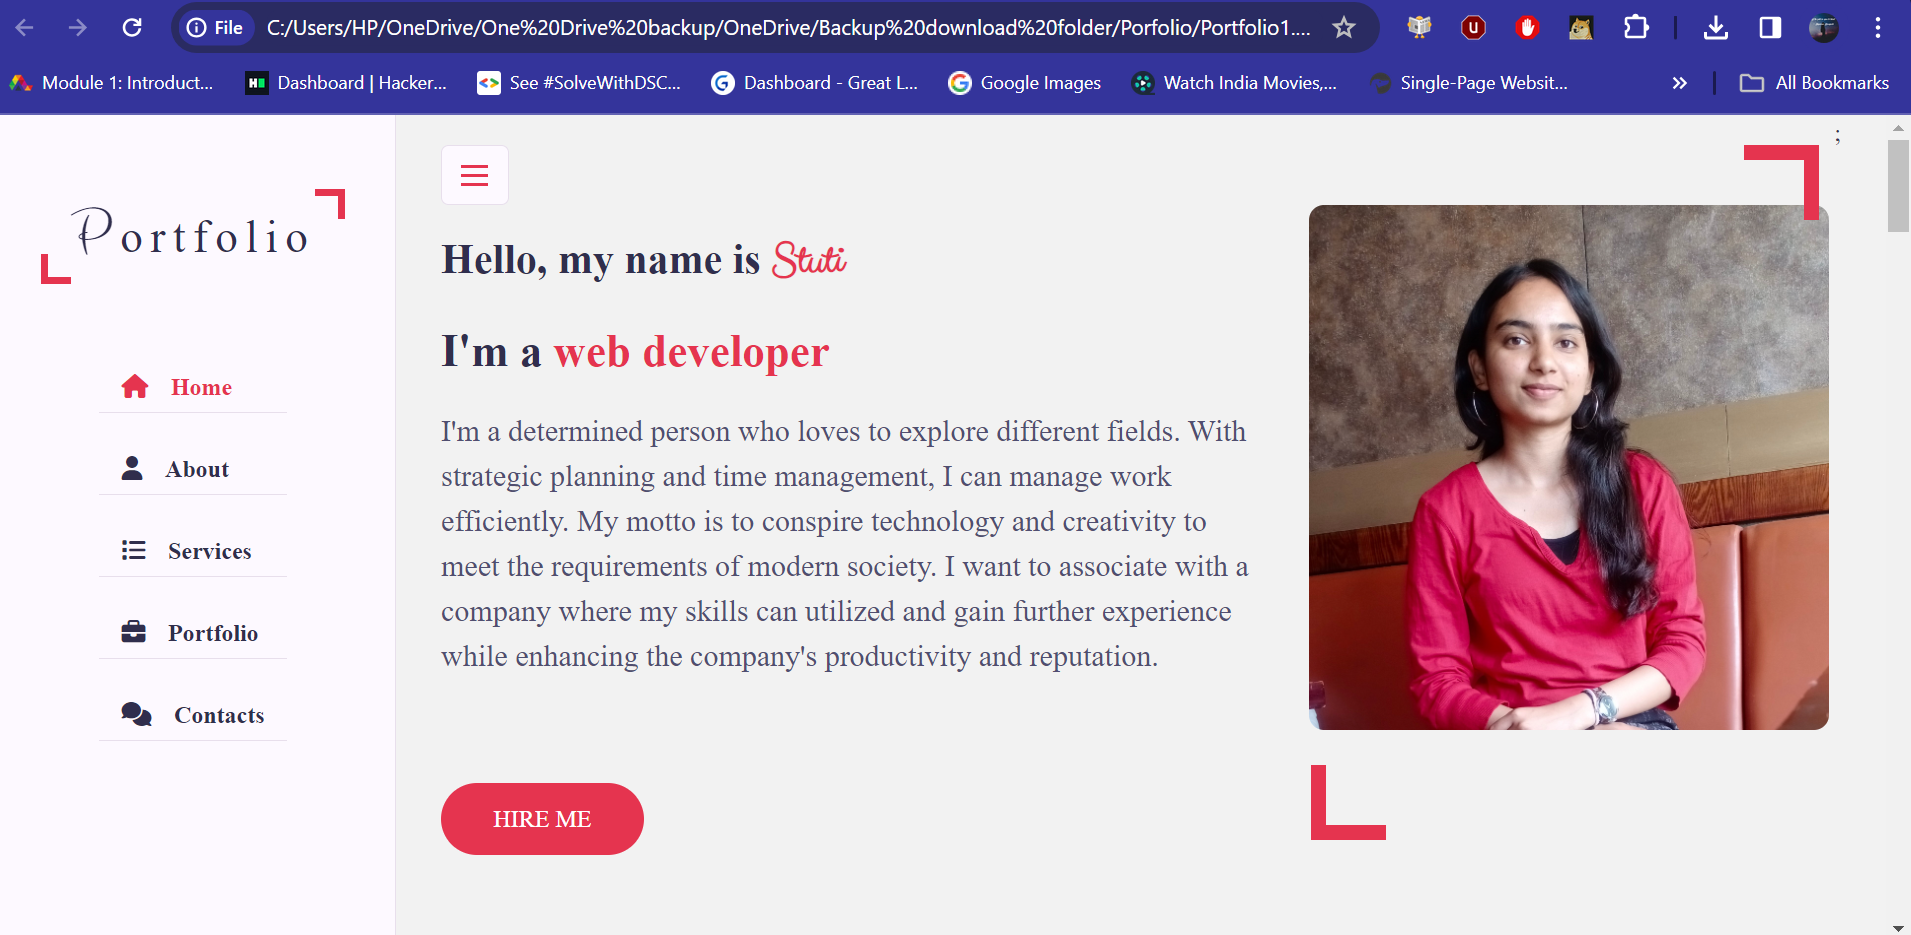 File C:/Users/HP/OneDrive/One%20Drive%20backup/OneDrive/Backup%20download%20folder/Porfolio/Portfolio1....
Module 1: Introduct... Dashboard | Hacker... See #SolveWithDSC... Dashboard - Great L... Google Images Watch India Movies,... Single-Page Websit... » All Bookmarks
;
Portfolio
Home
About
Services
Portfolio
Contacts
Hello, my name is Stuti
I'm a web developer
I'm a determined person who loves to explore different fields. With
strategic planning and time management, I can manage work
efficiently. My motto is to conspire technology and creativity to
meet the requirements of modern society. I want to associate with a
company where my skills can utilized and gain further experience
while enhancing the company's productivity and reputation.
HIRE ME